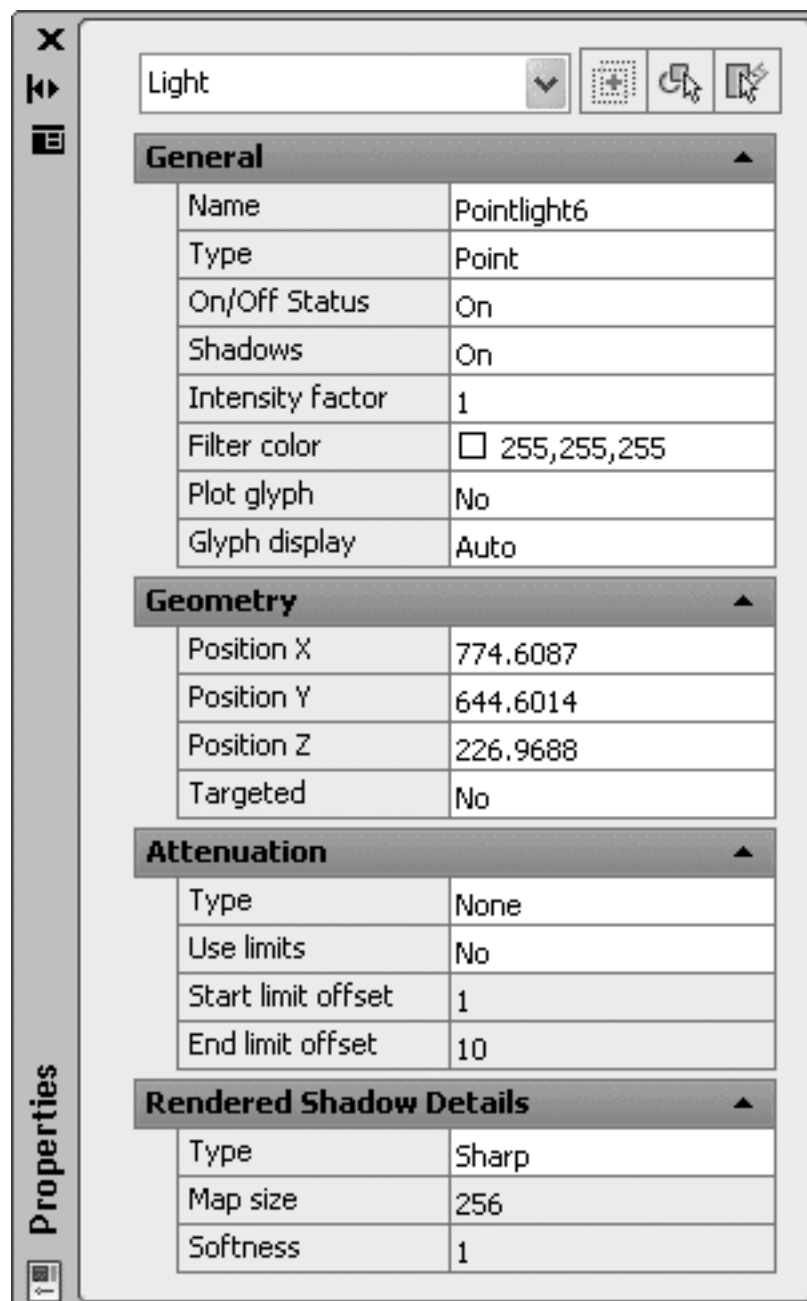 Light
General
Name Pointlight6
Type Point
On/Off Status On
Shadows On
Intensity factor 1
Filter color 255,255,255
Plot glyph No
Glyph display Auto
Geometry
Position X 774.6087
Position Y 644.6014
Position Z 226.9688
Targeted No
Attenuation
Type None
Use limits No
Start limit offset 1
End limit offset 10
Rendered Shadow Details
Type Sharp
Map size 256
Softness 1
Properties